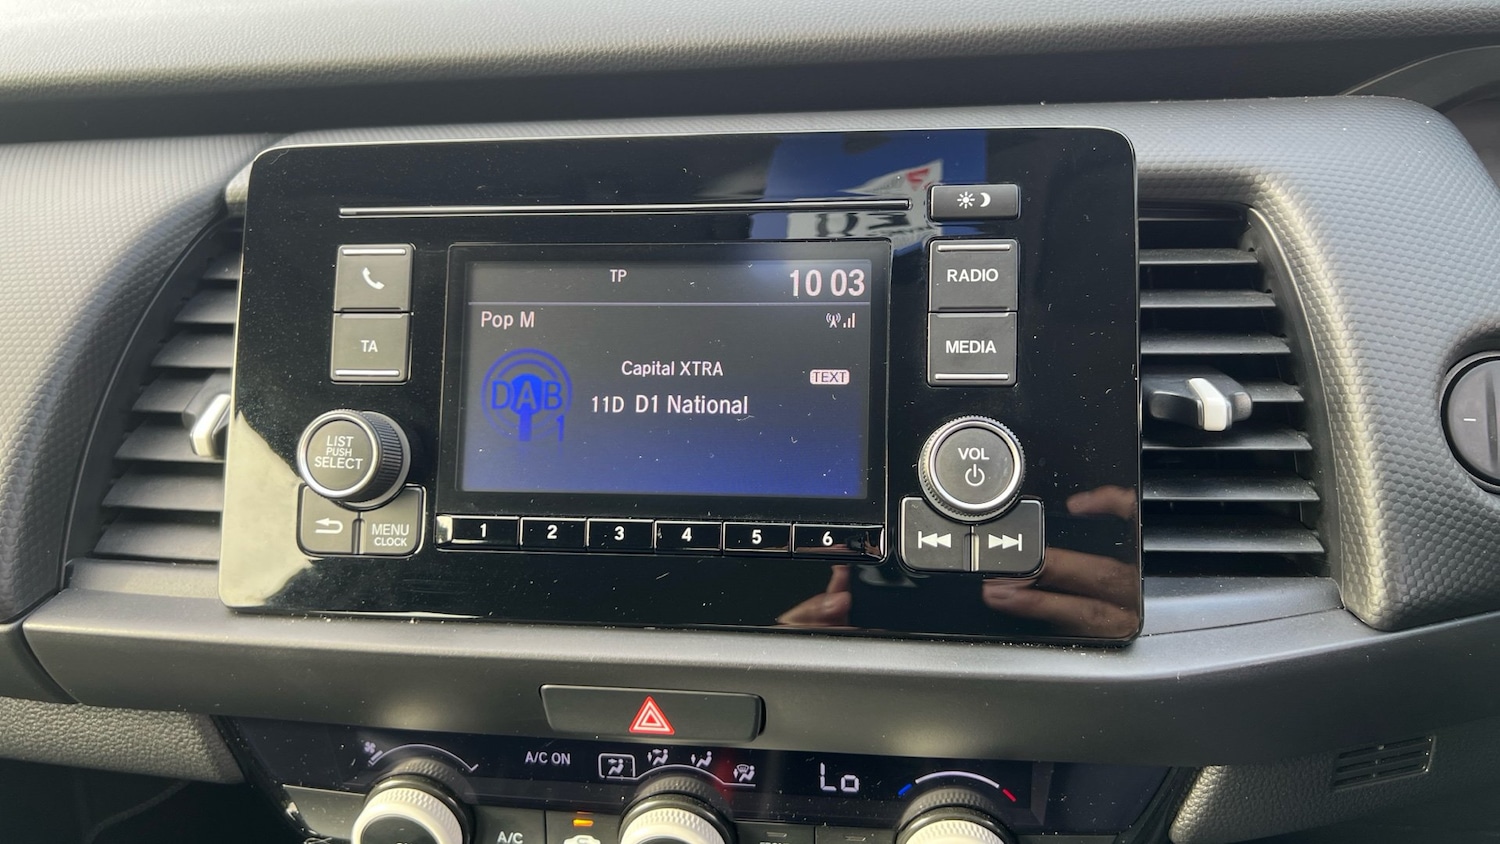 TP
10 03
Pop M
Capital XTRA
TEXT
DAB
1
11D D1 National
TA
LIST
PUSH
SELECT
MENU
CLOCK
RADIO
MEDIA
VOL
1 2 3 4 5 6
A/C ON
Lo
A/C